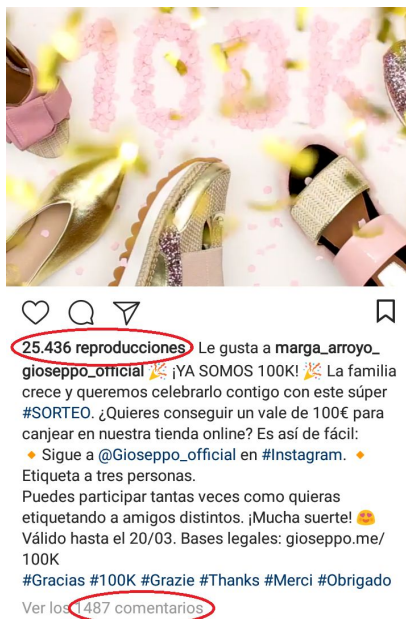 100K
25.436 reproducciones Le gusta a marga_arroyo_
gioseppo_official 🎉 ¡YA SOMOS 100K! 🎉 La familia
crece y queremos celebrarlo contigo con este súper
#SORTEO. ¿Quieres conseguir un vale de 100€ para
canjear en nuestra tienda online? Es así de fácil:
🔸 Sigue a @Gioseppo_official en #Instagram. 🔸
Etiqueta a tres personas.
Puedes participar tantas veces como quieras
etiquetando a amigos distintos. ¡Mucha suerte! 😍
Válido hasta el 20/03. Bases legales: gioseppo.me/
100K
#Gracias #100K #Grazie #Thanks #Merci #Obrigado
Ver los 1487 comentarios